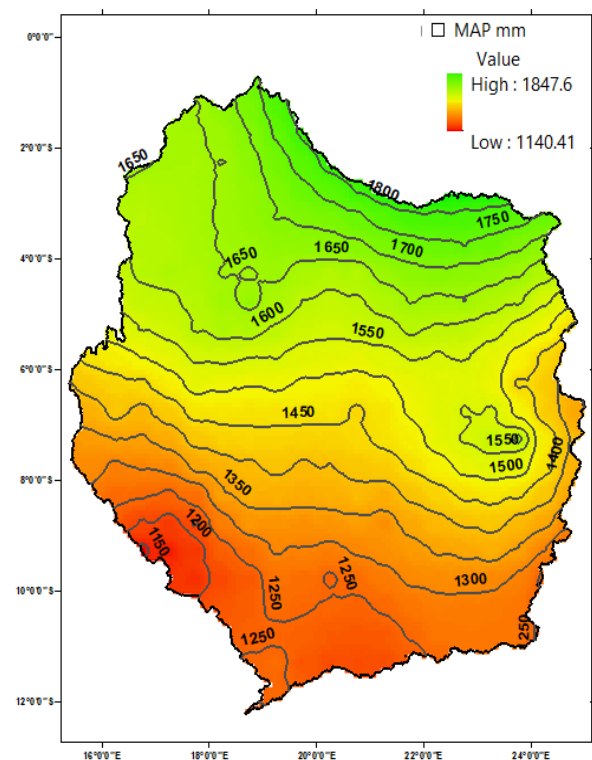 MAP mm
Value
High : 1847.6
Low : 1140.41
0°0'0"
2°0'0"S
4°0'0"S
6°0'0"S
8°0'0"S
10°0'0"S
12°0'0"S
1650
1800
1750
1700
1650
1650
1600
1550
1450
1550
1500
1400
1350
1200
1150
1250
1250
1300
1250
250
16°0'0"E
18°0'0"E
20°0'0"E
22°0'0"E
24°0'0"E